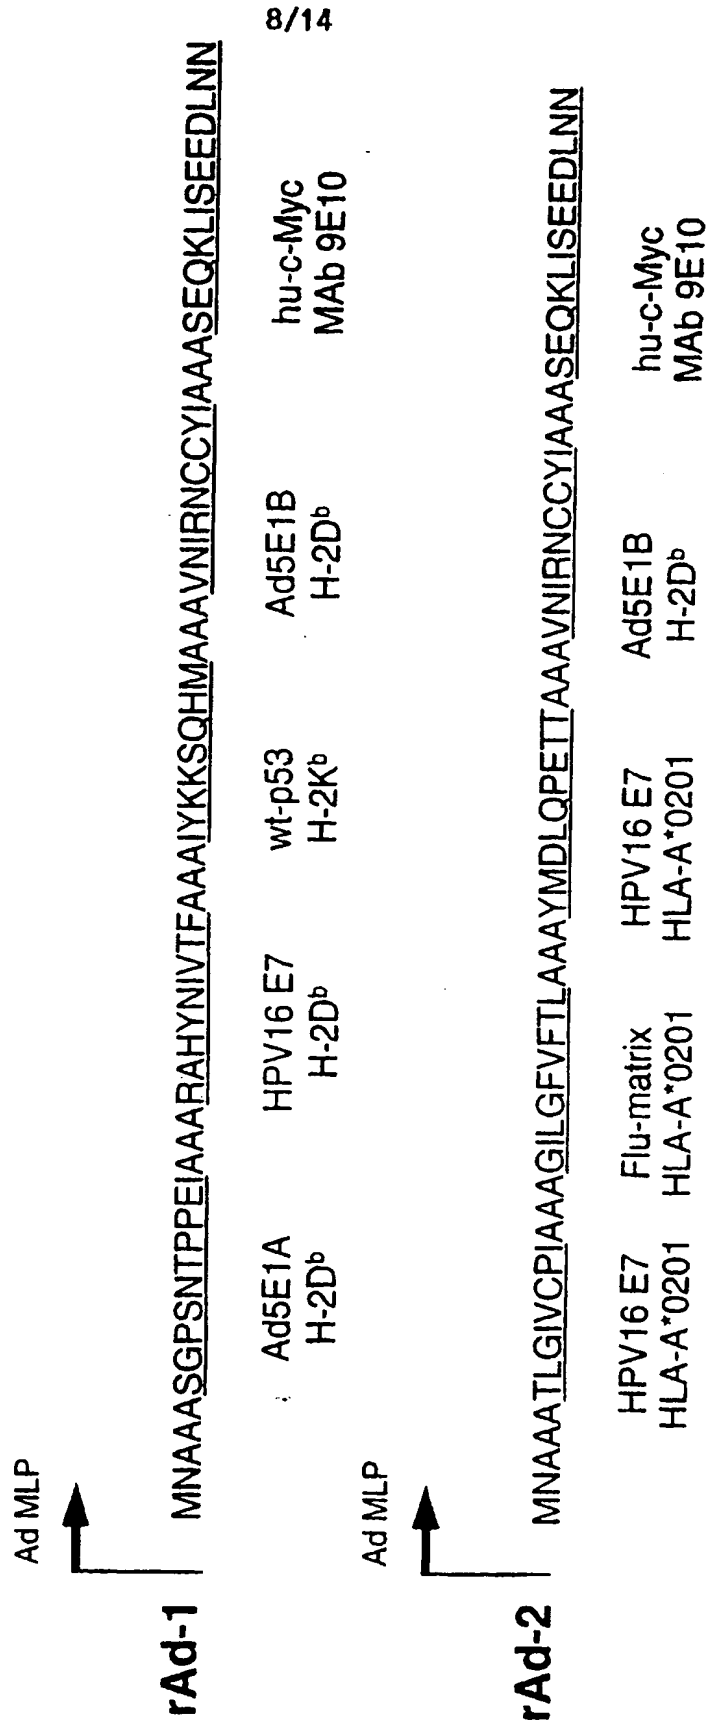 8/14
Ad MLP
rAd-1
MNAAASGPSNTPPEIAAARAHYNIVTFAAAIYKKSQHMAAAVNIRNCCYIAAASEQKLISEEDLNN
Ad5E1A
H-2Dᵇ
HPV16 E7
H-2Dᵇ
wt-p53
H-2Kᵇ
Ad5E1B
H-2Dᵇ
hu-c-Myc
MAb 9E10
Ad MLP
rAd-2
MNAAATLGIVCPIAAAGILGFVFTLAAAYMDLQPETTAAAVNIRNCCYIAAASEQKLISEEDLNN
HPV16 E7
HLA-A*0201
Flu-matrix
HLA-A*0201
HPV16 E7
HLA-A*0201
Ad5E1B
H-2Dᵇ
hu-c-Myc
MAb 9E10